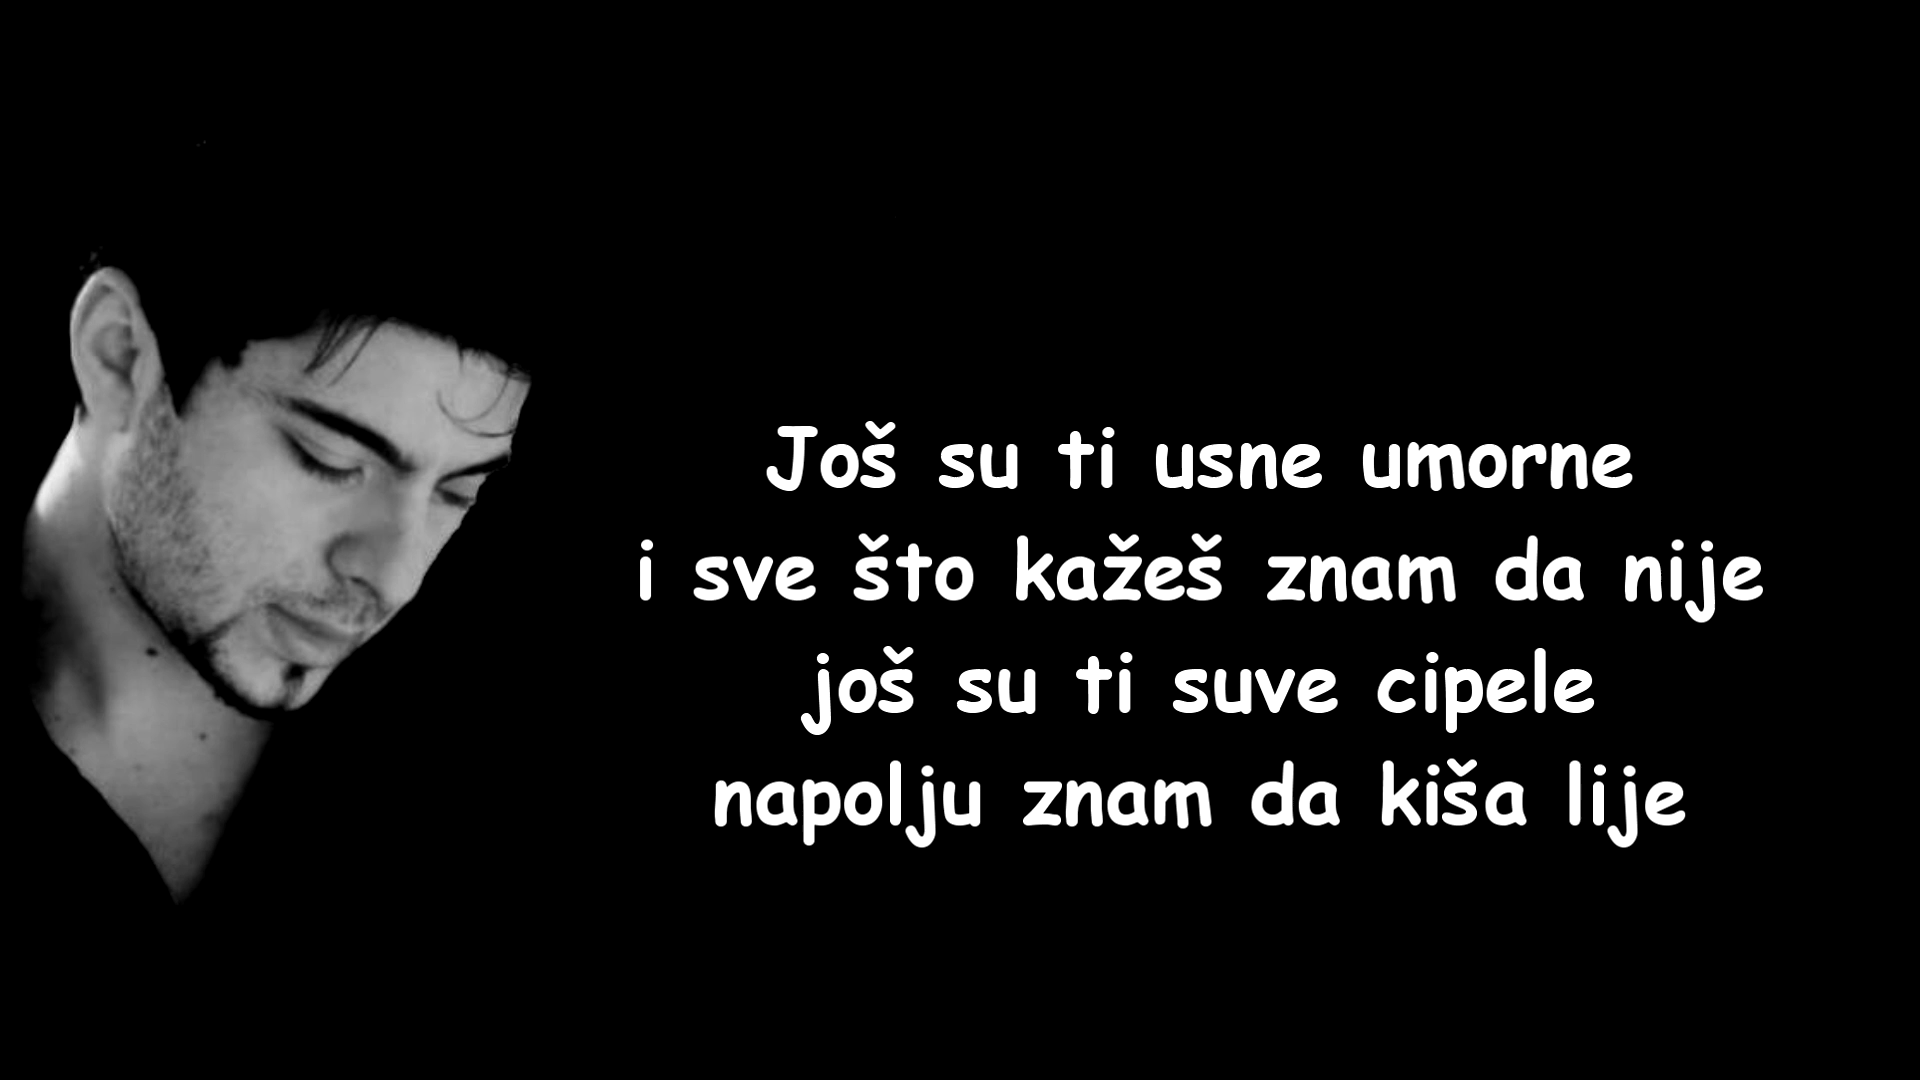 Još su ti usne umorne
i sve što kažeš znam da nije
još su ti suve cipele
napolju znam da kiša lije